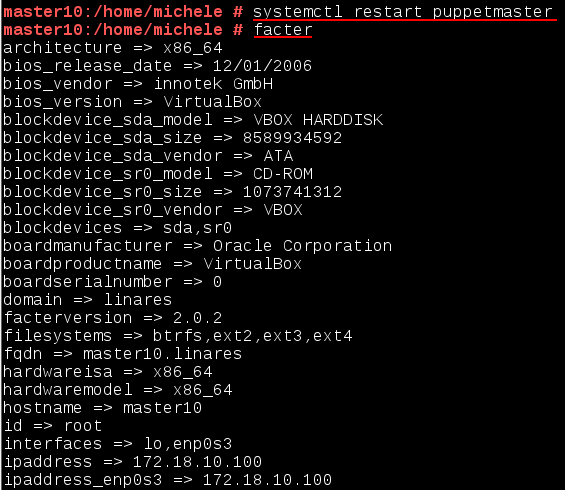 master10:/home/michele # systemctl restart puppetmaster
master10:/home/michele # facter
architecture => x86_64
bios_release_date => 12/01/2006
bios_vendor => innotek GmbH
bios_version => VirtualBox
blockdevice_sda_model => VBOX HARDDISK
blockdevice_sda_size => 8589934592
blockdevice_sda_vendor => ATA
blockdevice_sr0_model => CD-ROM
blockdevice_sr0_size => 1073741312
blockdevice_sr0_vendor => VBOX
blockdevices => sda,sr0
boardmanufacturer => Oracle Corporation
boardproductname => VirtualBox
boardserialnumber => 0
domain => linares
facterversion => 2.0.2
filesystems => btrfs,ext2,ext3,ext4
fqdn => master10.linares
hardwareisa => x86_64
hardwaremodel => x86_64
hostname => master10
id => root
interfaces => lo,enp0s3
ipaddress => 172.18.10.100
ipaddress_enp0s3 => 172.18.10.100